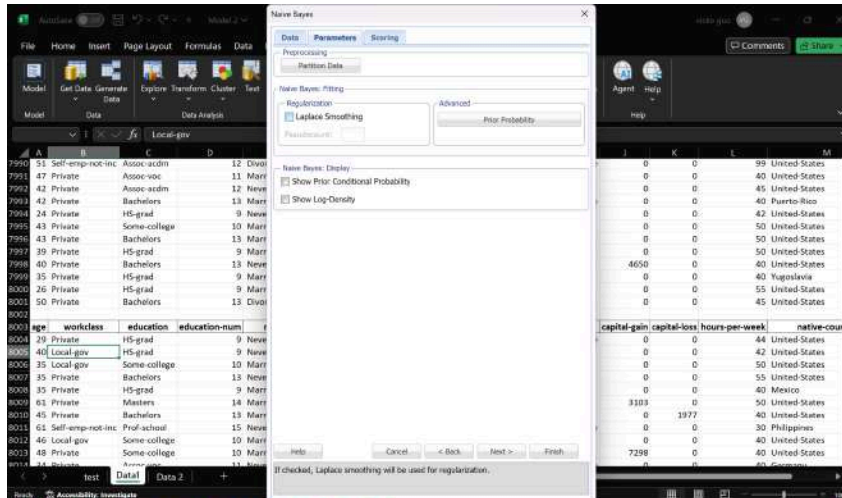 AutoSave
Model 2
File Home Insert Page Layout Formulas Data
Comments Share
Model Get Data Generate Data Explore Transform Cluster Text
Agent Help
Model Data Data Analysis Help
Local-gov
A B C D
J K L M
7990 51 Self-emp-not-inc Assoc-acdm 12 Divo
0 0 99 United-States
7991 47 Private Assoc-voc 11 Marr
0 0 40 United-States
7992 42 Private Assoc-acdm 12 Neve
0 0 45 United-States
7993 42 Private Bachelors 13 Marr
0 0 40 Puerto-Rico
7994 24 Private HS-grad 9 Neve
0 0 42 United-States
7995 43 Private Some-college 10 Marr
0 0 50 United-States
7996 43 Private Bachelors 13 Marr
0 0 50 United-States
7997 39 Private HS-grad 9 Marr
0 0 50 United-States
7998 40 Private Bachelors 13 Neve
4650 0 40 United-States
7999 35 Private HS-grad 9 Marr
0 0 40 Yugoslavia
8000 26 Private HS-grad 9 Marr
0 0 55 United-States
8001 50 Private Bachelors 13 Divo
0 0 45 United-States
8002
8003 age workclass education education-num
capital-gain capital-loss hours-per-week native-cou
8004 29 Private HS-grad 9 Neve
0 0 44 United-States
8005 40 Local-gov HS-grad 9 Neve
0 0 42 United-States
8006 35 Local-gov Some-college 10 Marr
0 0 50 United-States
8007 35 Private Bachelors 13 Neve
0 0 55 United-States
8008 35 Private HS-grad 9 Marr
0 0 40 Mexico
8009 61 Private Masters 14 Marr
3103 0 50 United-States
8010 45 Private Bachelors 13 Marr
0 1977 40 United-States
8011 61 Self-emp-not-inc Prof-school 15 Neve
0 0 30 Philippines
8012 46 Local-gov Some-college 10 Marr
0 0 40 United-States
8013 48 Private Some-college 10 Marr
7298 0 40 United-States
8014 24 Private Assoc-voc 11 Neve
0 0 40 Germany
test Data1 Data 2
Ready Accessibility: Investigate
Naive Bayes
Data Parameters Scoring
Preprocessing
Partition Data
Naive Bayes: Fitting
Regularization
Laplace Smoothing
Pseudocount:
Advanced
Prior Probability
Naive Bayes: Display
Show Prior Conditional Probability
Show Log-Density
Help Cancel < Back Next > Finish
If checked, Laplace smoothing will be used for regularization.